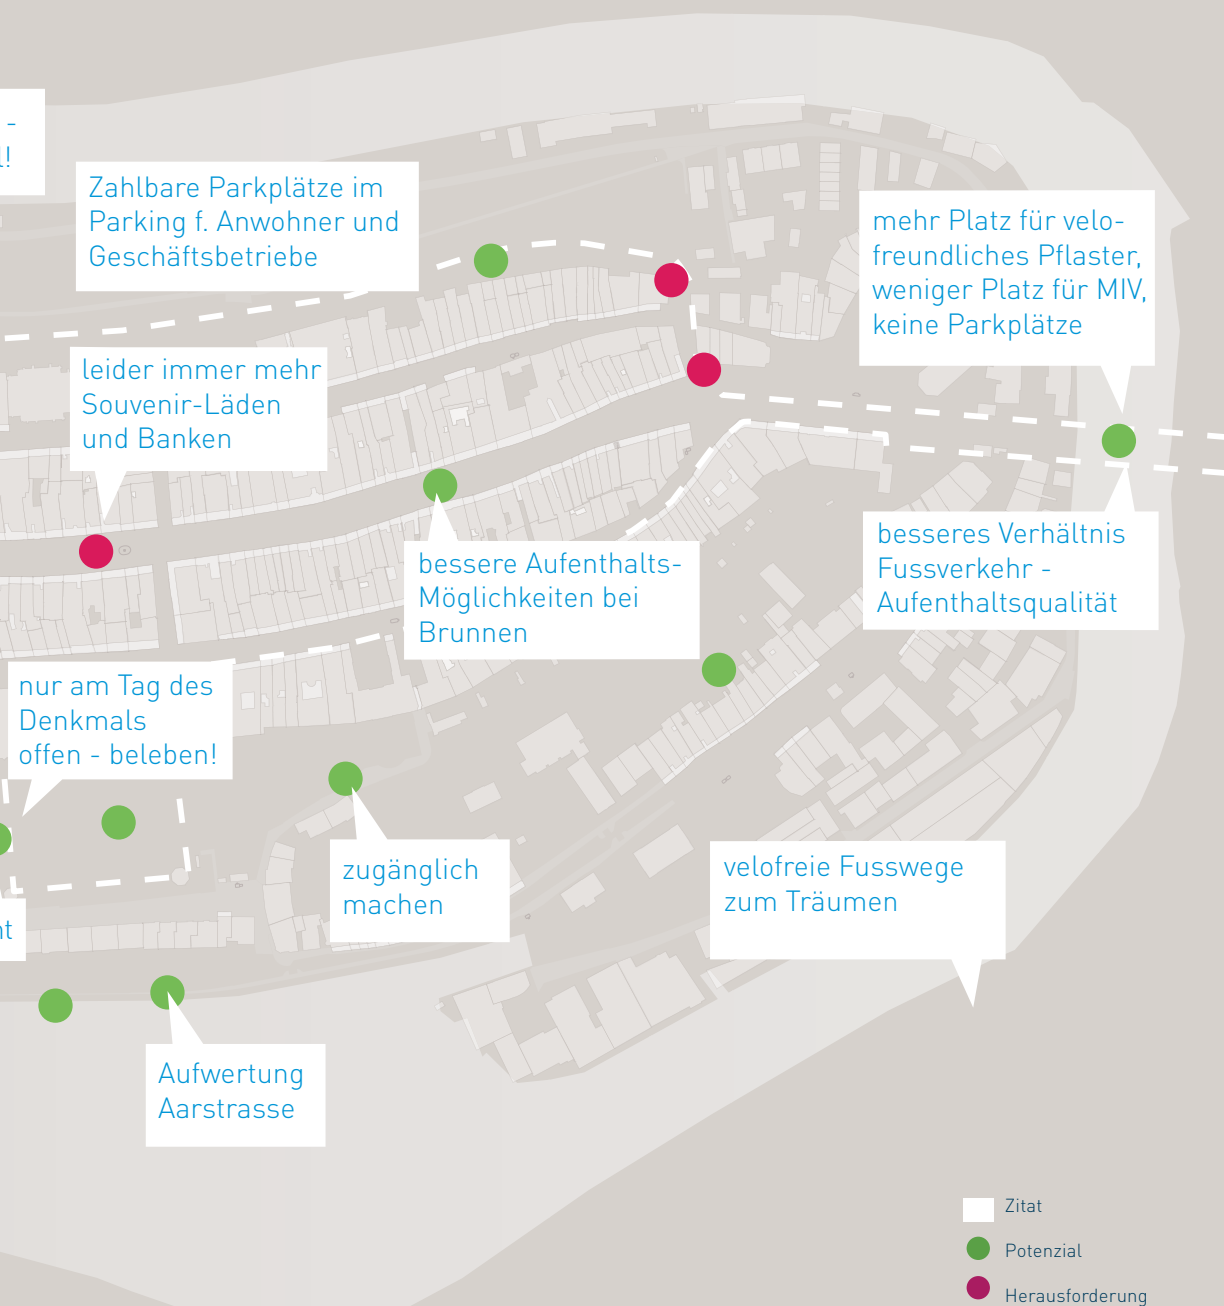 Zahlbare Parkplätze im
Parking f. Anwohner und
Geschäftsbetriebe
mehr Platz für velo-
freundliches Pflaster,
weniger Platz für MIV,
keine Parkplätze
leider immer mehr
Souvenir-Läden
und Banken
besseres Verhältnis
Fussverkehr -
Aufenthaltsqualität
bessere Aufenthalts-
Möglichkeiten bei
Brunnen
nur am Tag des
Denkmals
offen - beleben!
zugänglich
machen
velofreie Fusswege
zum Träumen
Aufwertung
Aarstrasse
Zitat
Potenzial
Herausforderung